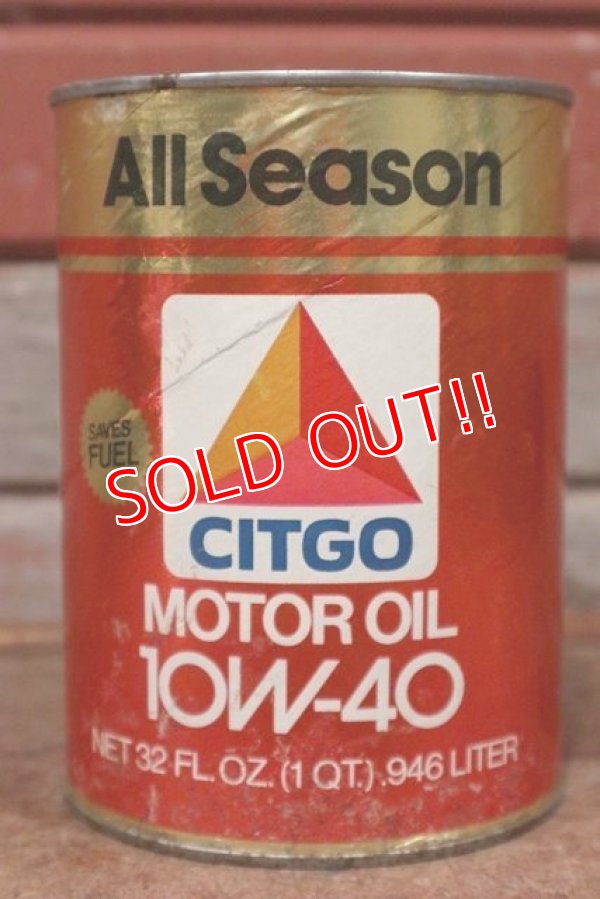 All Season
SAVES
FUEL
SOLD OUT!!
CITGO
MOTOR OIL
10W-40
NET 32 FL. OZ. (1 QT.) .946 LITER